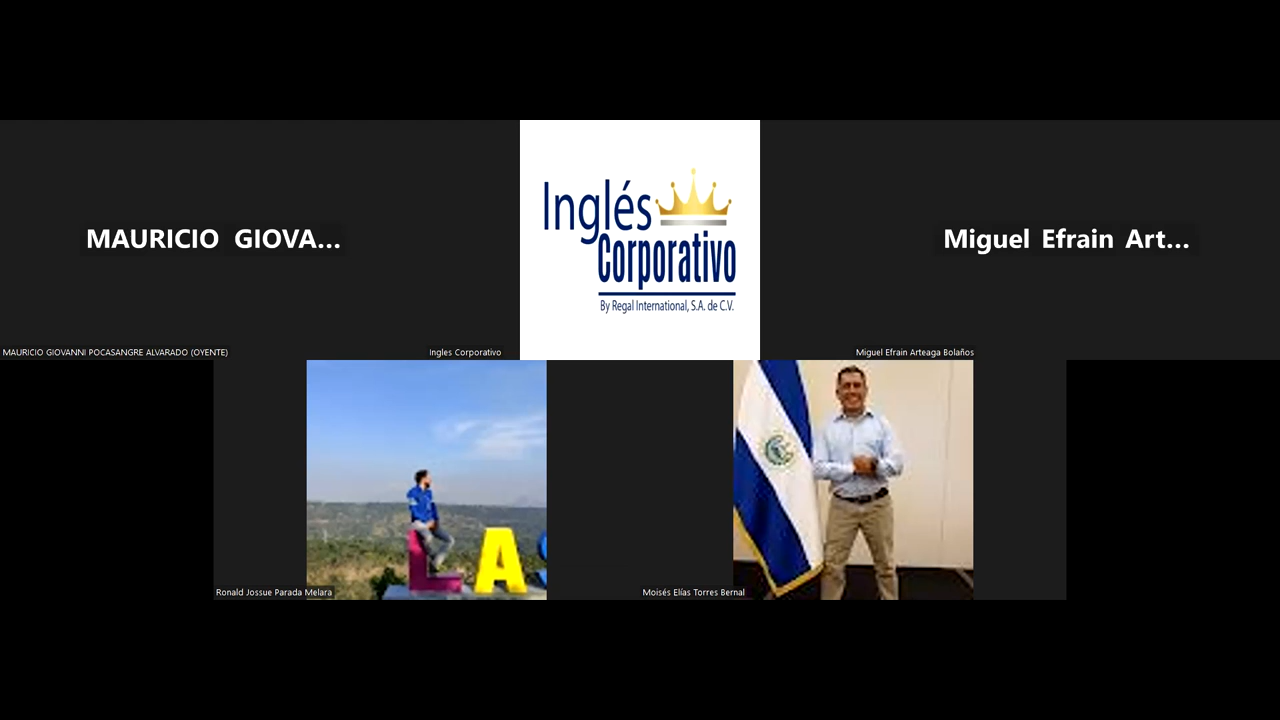 MAURICIO GIOVA...
Inglés
Corporativo
By Regal International, S.A. de C.V.
Miguel Efrain Art...
MAURICIO GIOVANNI POCASANGRE ALVARADO (OYENTE)
Ingles Corporativo
Miguel Efrain Arteaga Bolaños
LA
Ronald Jossue Parada Melara
Moisés Elías Torres Bernal